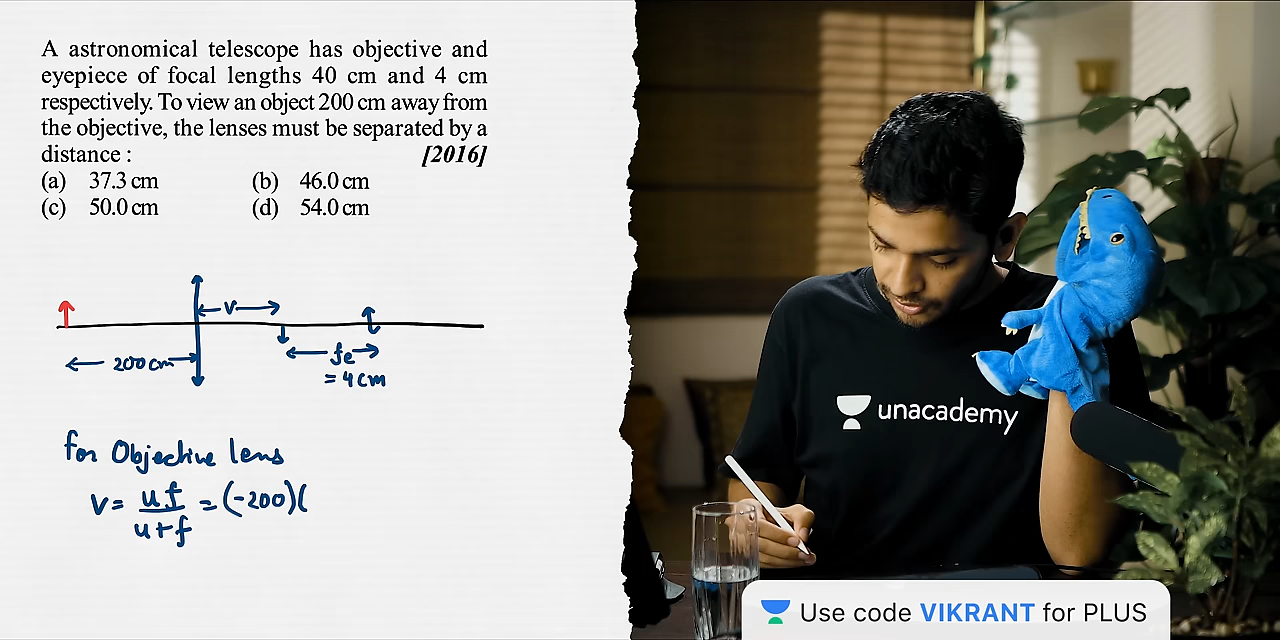 A astronomical telescope has objective and
eyepiece of focal lengths 40 cm and 4 cm
respectively. To view an object 200 cm away from
the objective, the lenses must be separated by a
distance : [2016]
(a) 37.3 cm (b) 46.0 cm
(c) 50.0 cm (d) 54.0 cm
v
200 cm
fe
= 4 cm
for Objective lens
v = uf = (-200)(
u+f
unacademy
Use code VIKRANT for PLUS